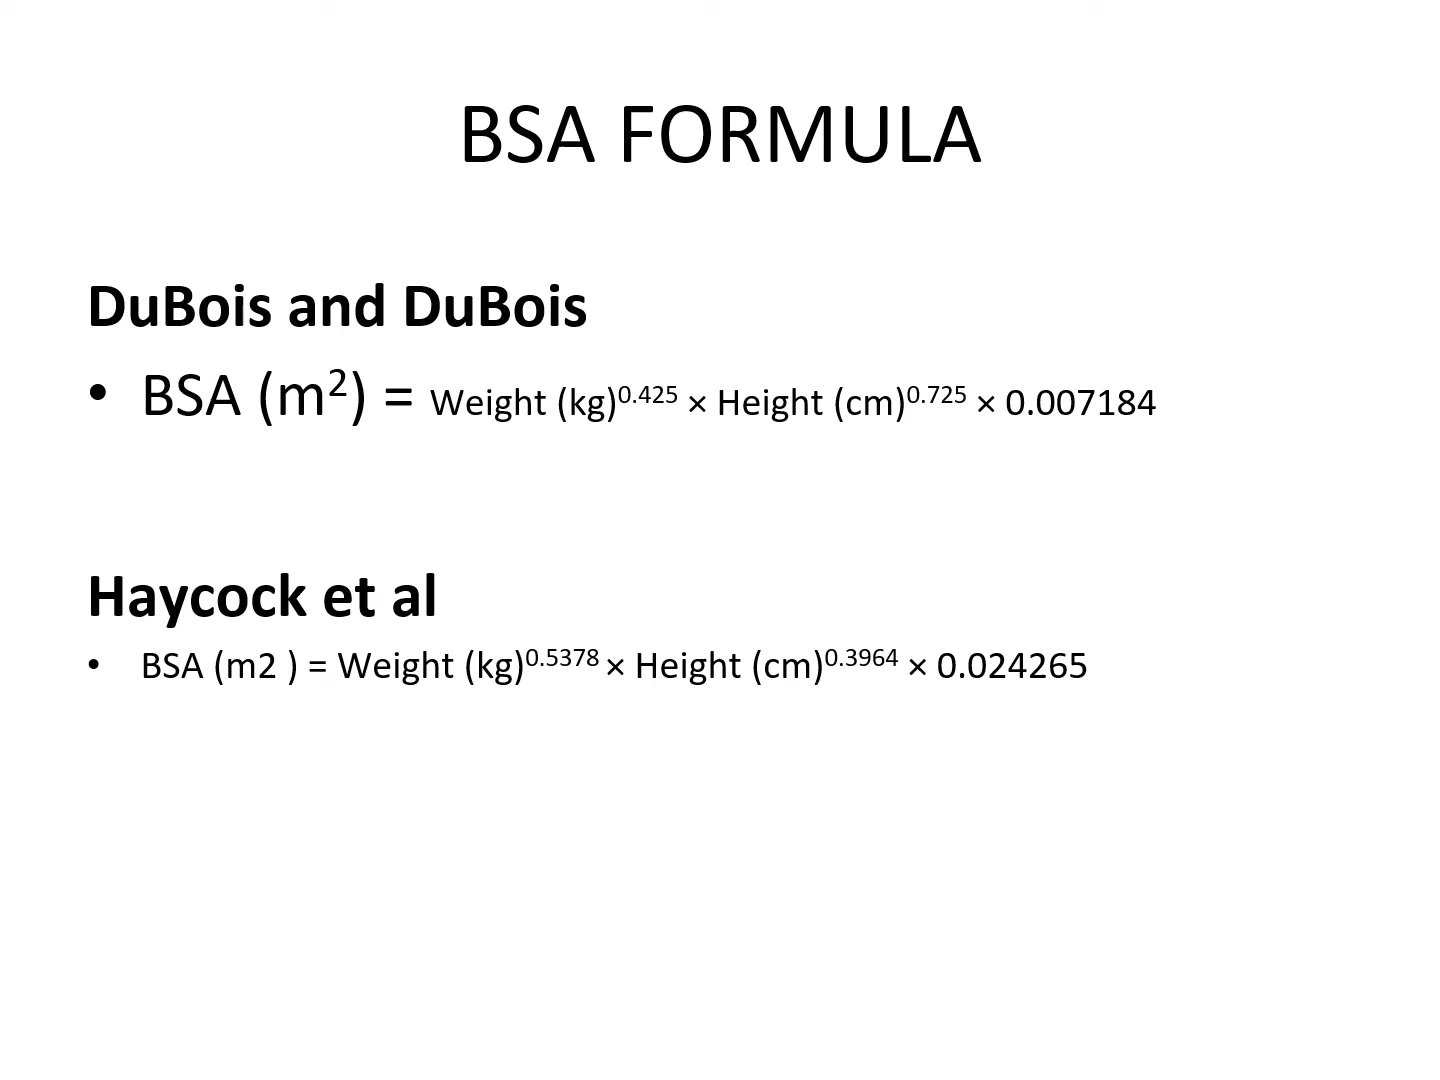 BSA FORMULA
DuBois and DuBois
• BSA (m²) = Weight (kg)⁰·⁴²⁵ × Height (cm)⁰·⁷²⁵ × 0.007184
Haycock et al
• BSA (m2 ) = Weight (kg)⁰·⁵³⁷⁸ × Height (cm)⁰·³⁹⁶⁴ × 0.024265